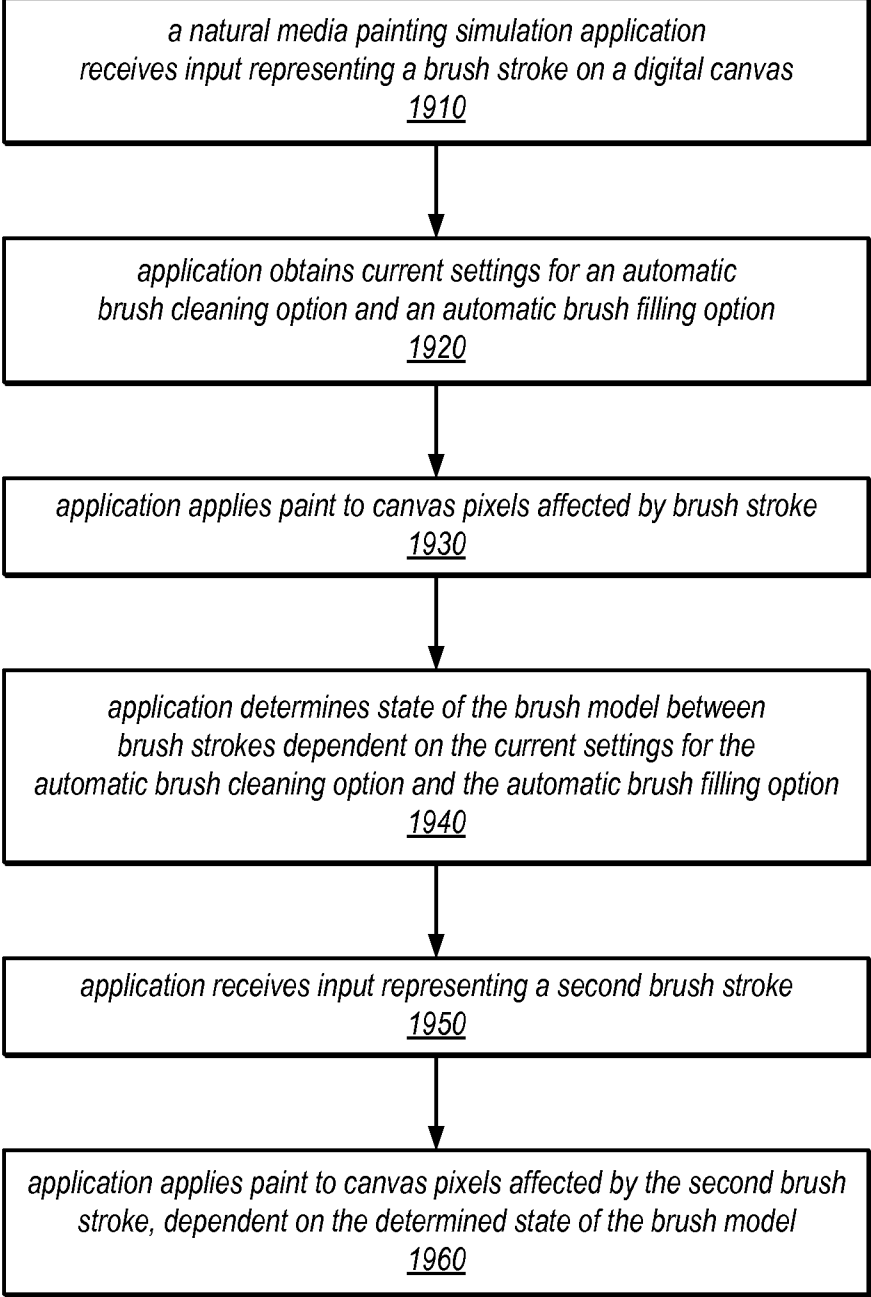 a natural media painting simulation application
receives input representing a brush stroke on a digital canvas
1910
application obtains current settings for an automatic
brush cleaning option and an automatic brush filling option
1920
application applies paint to canvas pixels affected by brush stroke
1930
application determines state of the brush model between
brush strokes dependent on the current settings for the
automatic brush cleaning option and the automatic brush filling option
1940
application receives input representing a second brush stroke
1950
application applies paint to canvas pixels affected by the second brush
stroke, dependent on the determined state of the brush model
1960